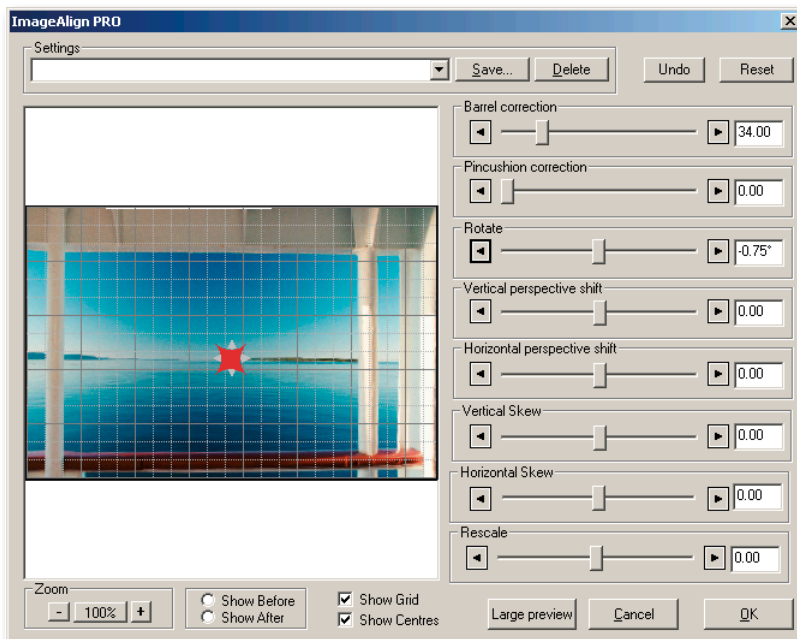 ImageAlign PRO
Settings
Save... Delete Undo Reset
Barrel correction
34.00
Pincushion correction
0.00
Rotate
-0.75°
Vertical perspective shift
0.00
Horizontal perspective shift
0.00
Vertical Skew
0.00
Horizontal Skew
0.00
Rescale
0.00
Zoom
- 100% +
Show Before
Show After
Show Grid
Show Centres
Large preview Cancel OK